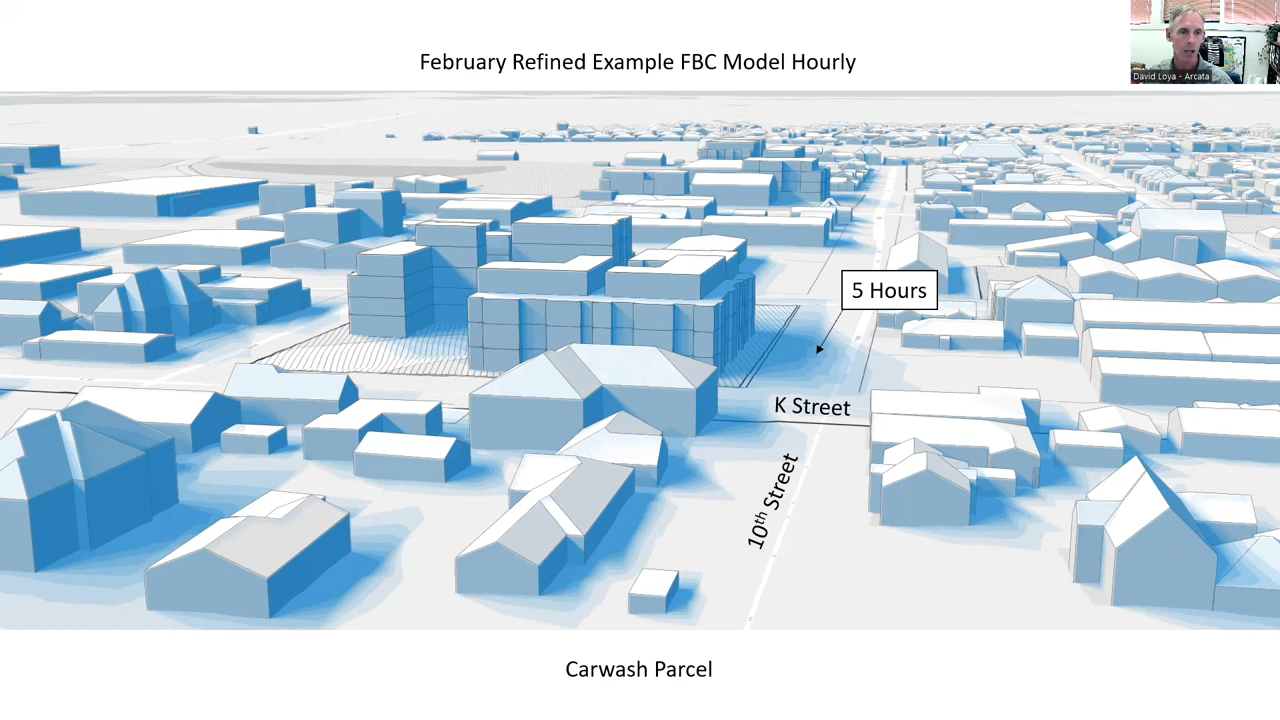 February Refined Example FBC Model Hourly
David Loya - Arcata
5 Hours
K Street
10th Street
Carwash Parcel